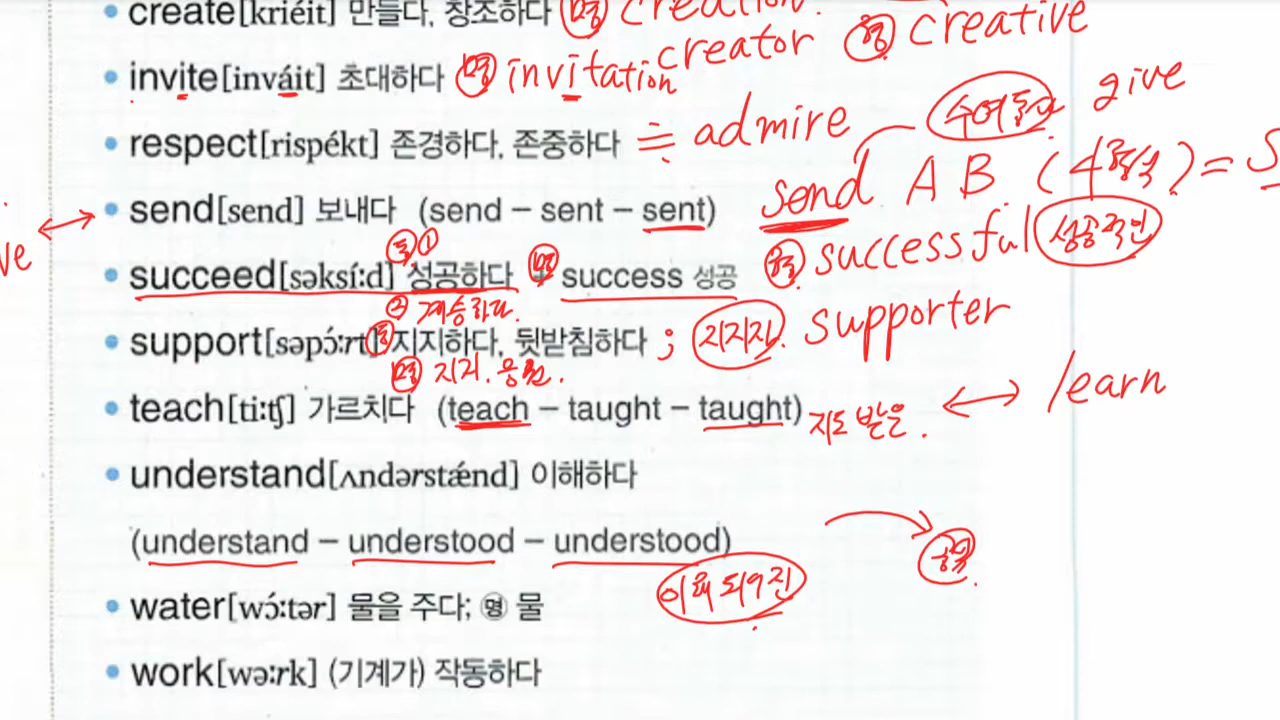 create[kriéit] 만들다, 창조하다 명 creation.
creator 형 creative
invite[inváit] 초대하다 명 invitation
respect[rispékt] 존경하다, 존중하다 ≒ admire 수여동사 give
send[send] 보내다 (send – sent – sent) send A B (4형식) = S
succeed[səksíːd] 동① 성공하다 명 success 성공 형 successful 성공적인
② 계승하다.
support[səpɔ́ːrt] 동 지지하다, 뒷받침하다 ; 지지자. supporter
명 지지. 응원.
teach[tiːtʃ] 가르치다 (teach – taught – taught) 지도 받은. ↔ learn
understand[ʌndərstǽnd] 이해하다
(understand – understood – understood)
이해 되어진
water[wɔ́ːtər] 물을 주다; 명 물
work[wəːrk] (기계가) 작동하다